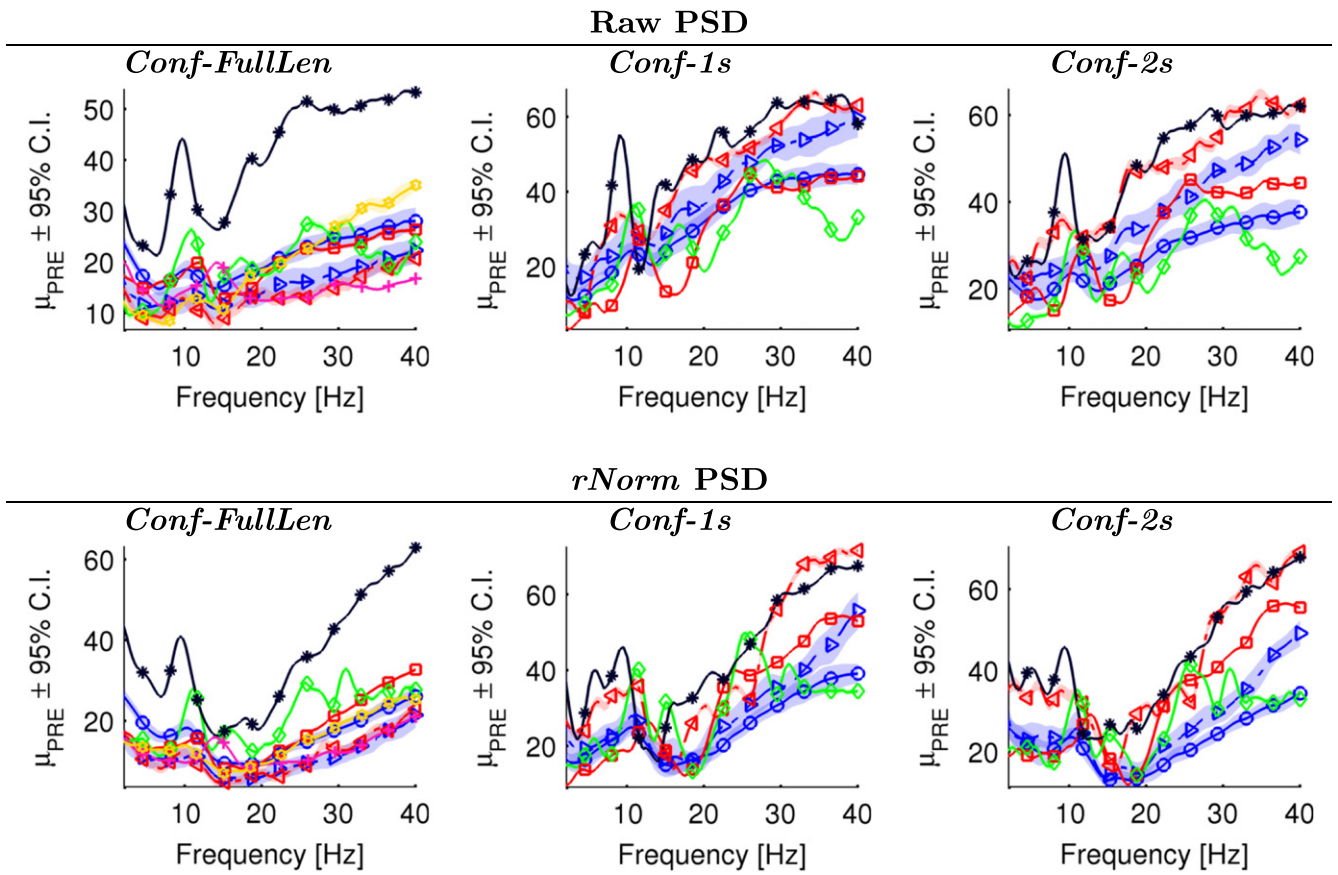 Raw PSD
Conf-FullLen Conf-1s Conf-2s
μPRE ± 95% C.I.
50
40
30
20
10
10 20 30 40
Frequency [Hz]
μPRE ± 95% C.I.
60
40
20
10 20 30 40
Frequency [Hz]
μPRE ± 95% C.I.
60
40
20
10 20 30 40
Frequency [Hz]
rNorm PSD
Conf-FullLen Conf-1s Conf-2s
μPRE ± 95% C.I.
60
40
20
10 20 30 40
Frequency [Hz]
μPRE ± 95% C.I.
60
40
20
10 20 30 40
Frequency [Hz]
μPRE ± 95% C.I.
60
40
20
10 20 30 40
Frequency [Hz]